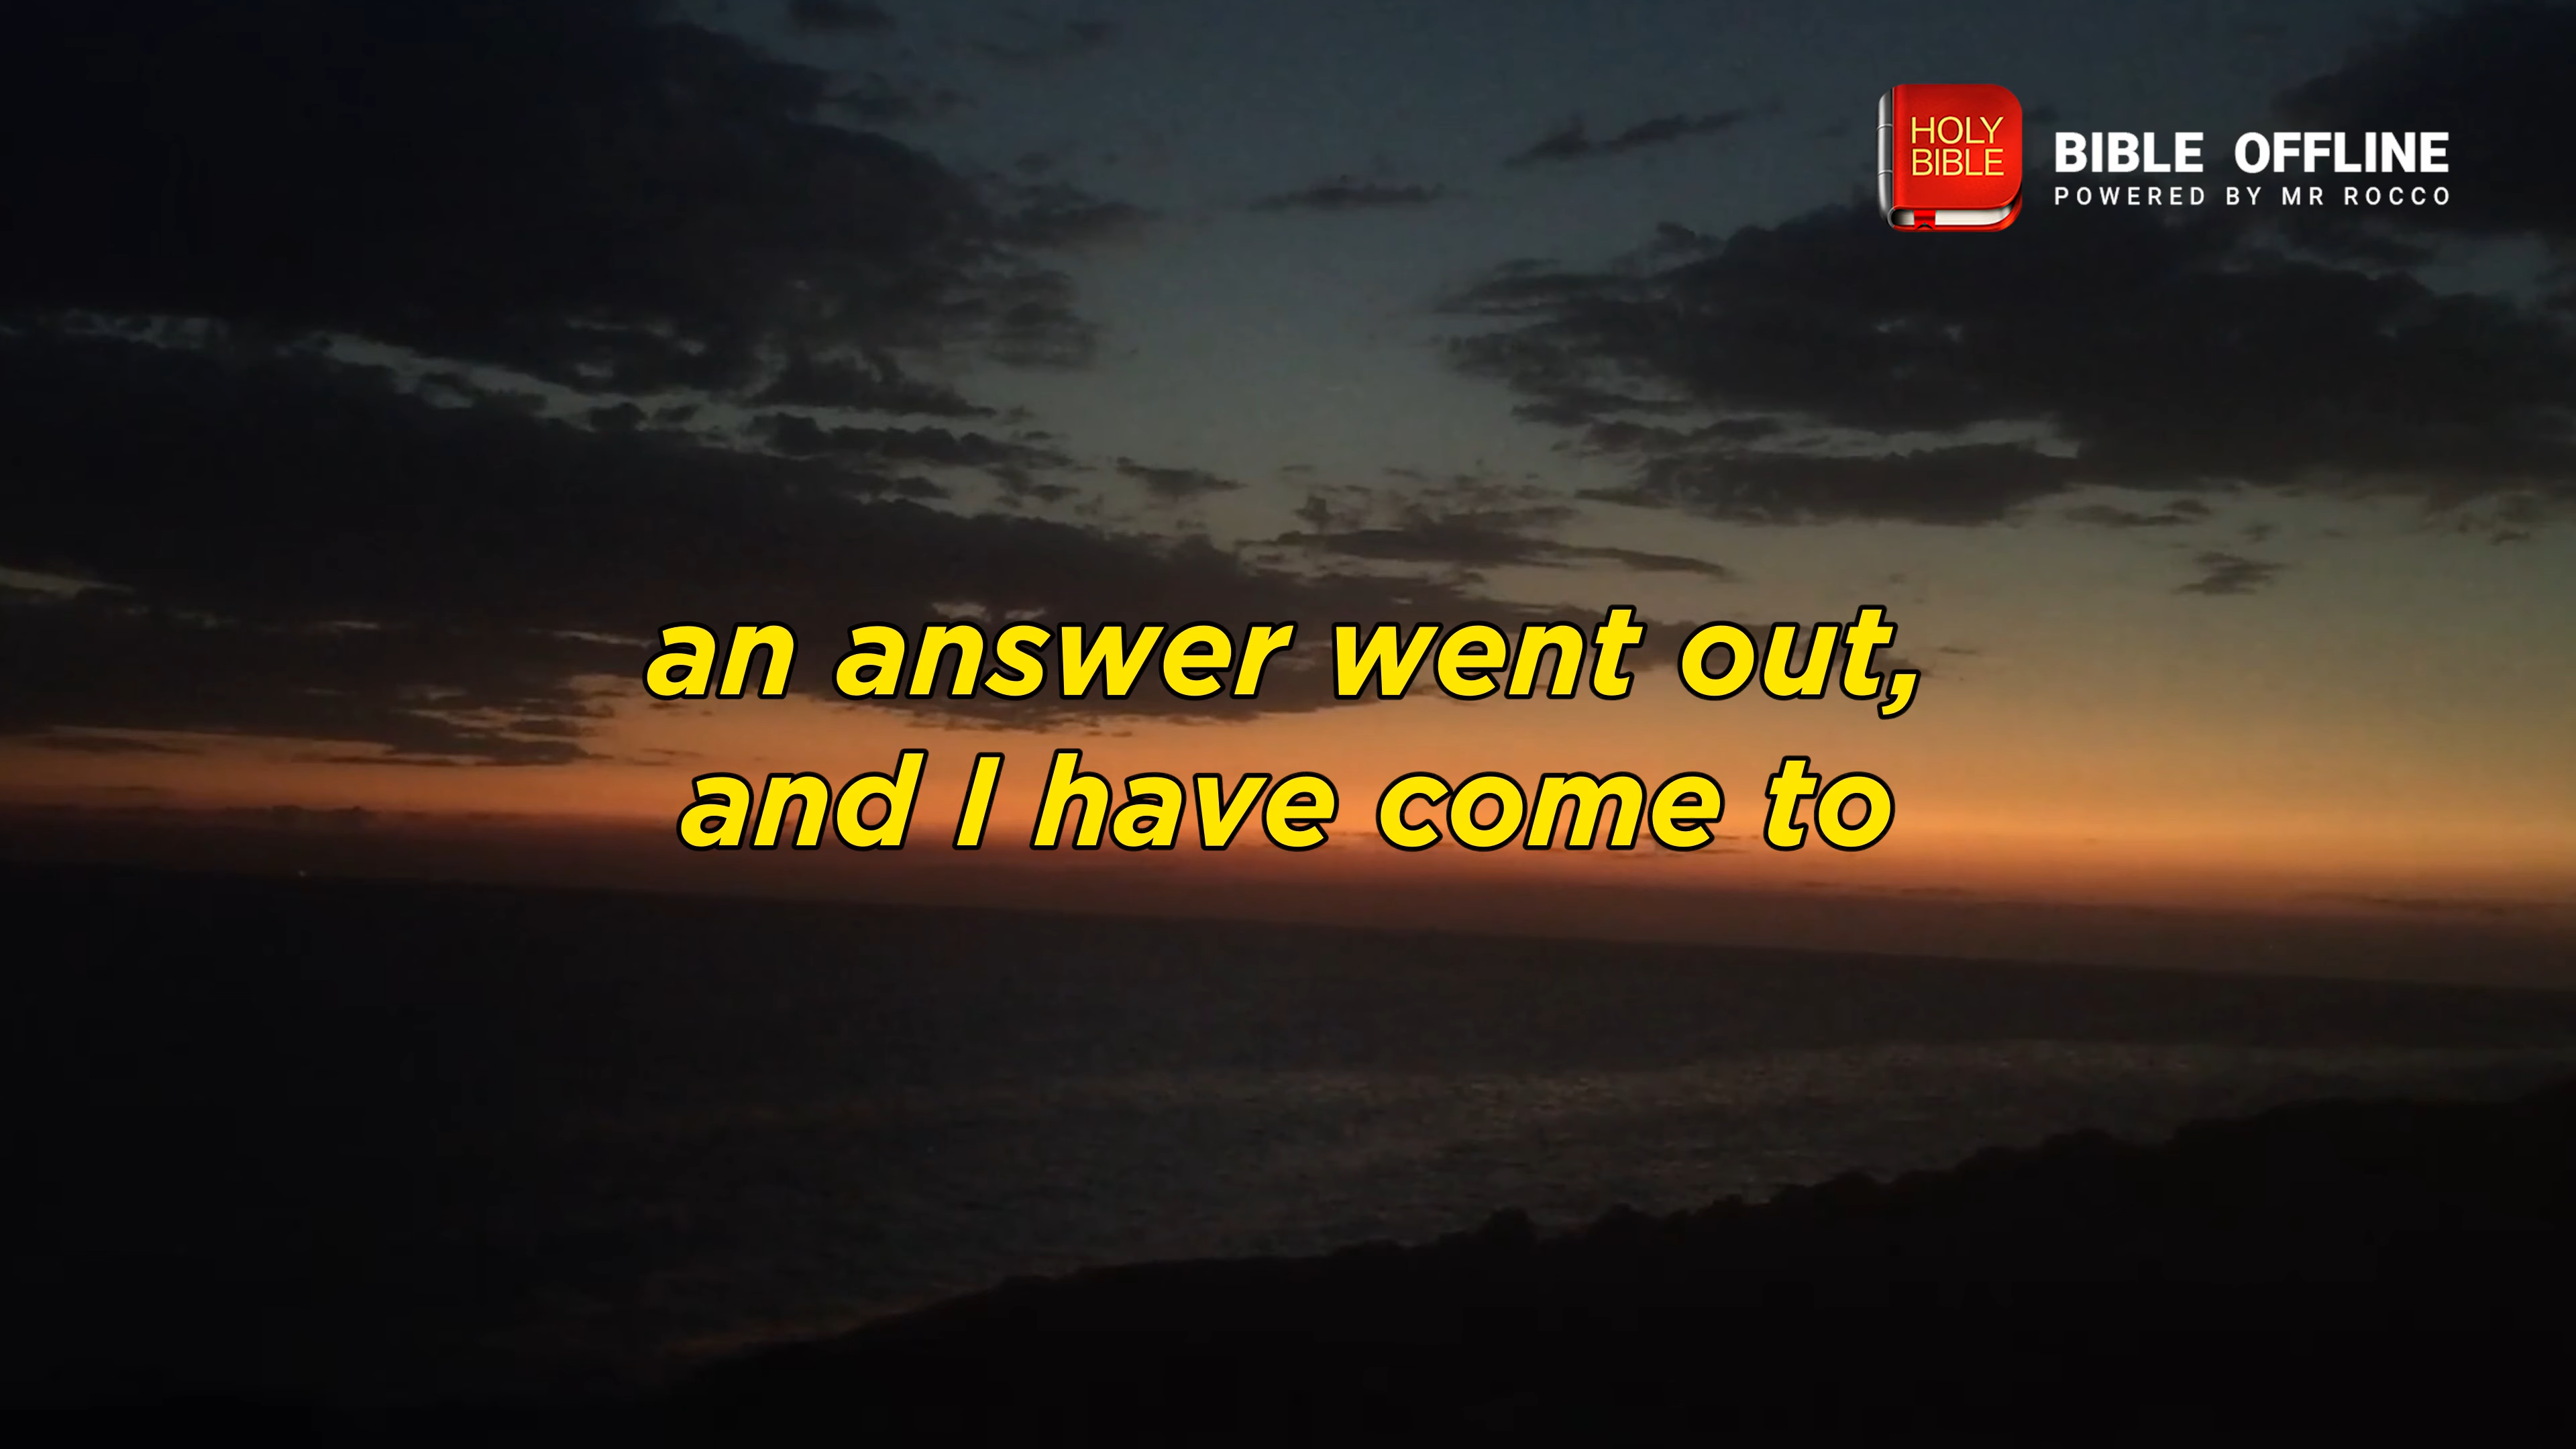 HOLY
BIBLE
BIBLE OFFLINE
POWERED BY MR ROCCO
an answer went out,
and I have come to